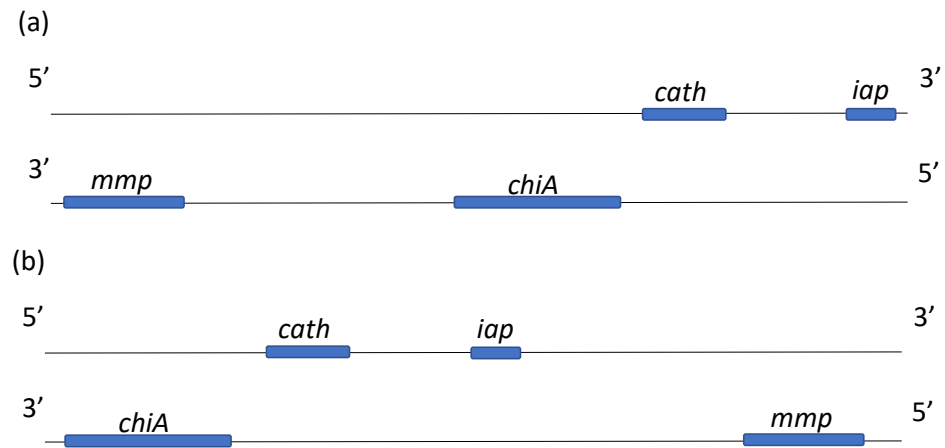 (a)
5’ 3’
cath iap
3’ 5’
mmp chiA
(b)
5’ 3’
cath iap
3’ 5’
chiA mmp